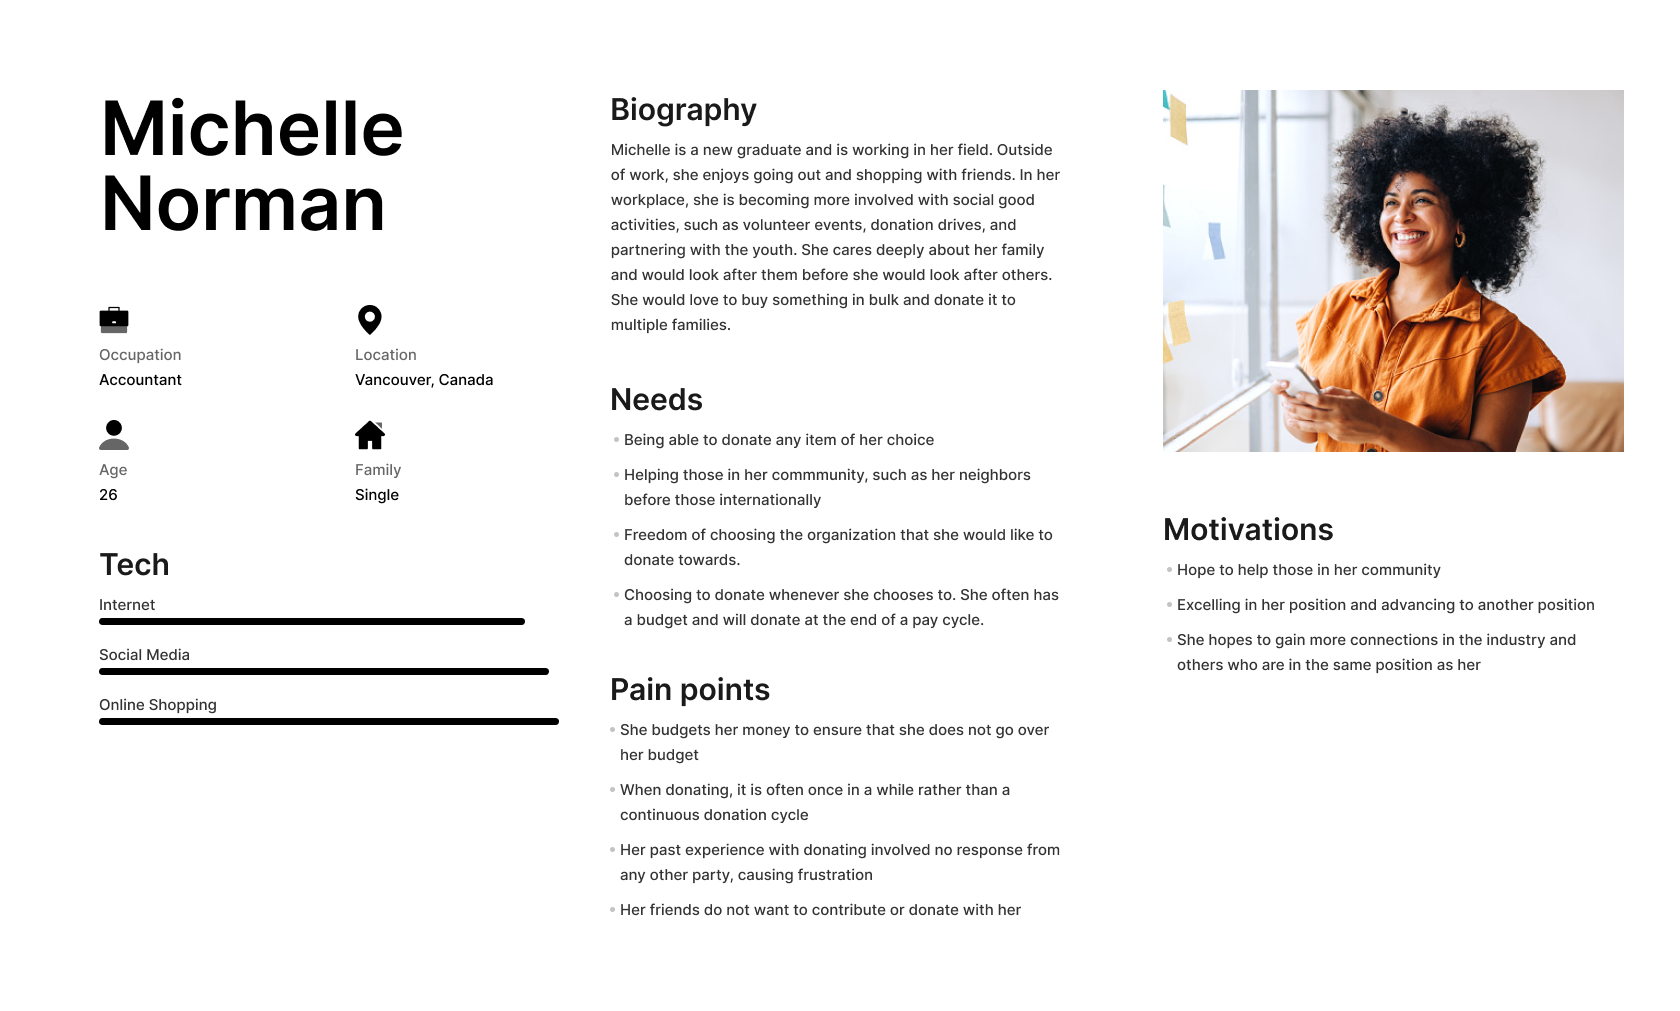 Michelle
Norman
Occupation
Accountant
Location
Vancouver, Canada
Age
26
Family
Single
Tech
Internet
Social Media
Online Shopping
Biography
Michelle is a new graduate and is working in her field. Outside
of work, she enjoys going out and shopping with friends. In her
workplace, she is becoming more involved with social good
activities, such as volunteer events, donation drives, and
partnering with the youth. She cares deeply about her family
and would look after them before she would look after others.
She would love to buy something in bulk and donate it to
multiple families.
Needs
Being able to donate any item of her choice
Helping those in her commmunity, such as her neighbors
before those internationally
Freedom of choosing the organization that she would like to
donate towards.
Choosing to donate whenever she chooses to. She often has
a budget and will donate at the end of a pay cycle.
Pain points
She budgets her money to ensure that she does not go over
her budget
When donating, it is often once in a while rather than a
continuous donation cycle
Her past experience with donating involved no response from
any other party, causing frustration
Her friends do not want to contribute or donate with her
Motivations
Hope to help those in her community
Excelling in her position and advancing to another position
She hopes to gain more connections in the industry and
others who are in the same position as her